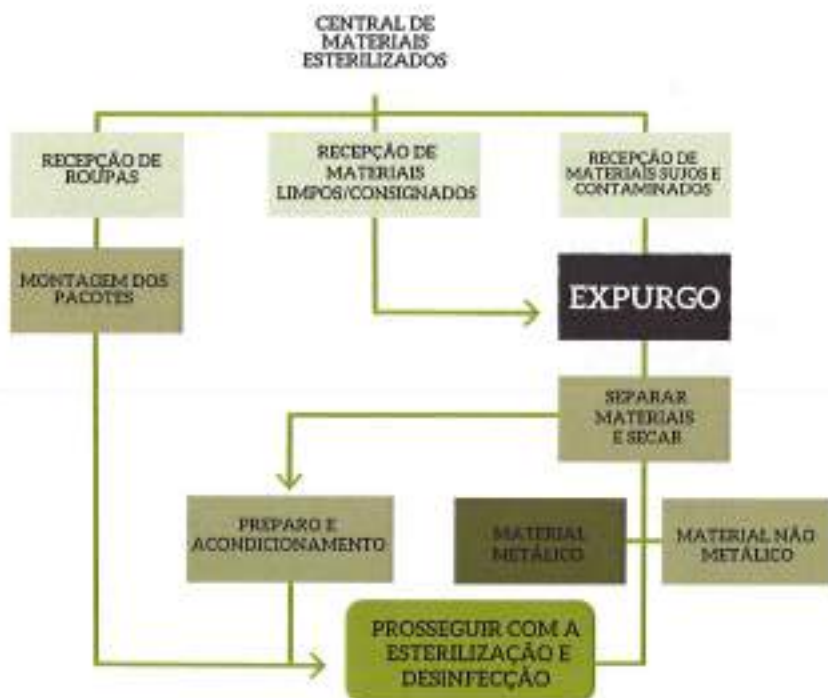 CENTRAL DE
MATERIAIS
ESTERILIZADOS
RECEPÇÃO DE
ROUPAS
RECEPÇÃO DE
MATERIAIS
LIMPOS/CONSIGNADOS
RECEPÇÃO DE
MATERIAIS SUJOS E
CONTAMINADOS
MONTAGEM DOS
PACOTES
EXPURGO
SEPARAR
MATERIAIS
E SECAR
PREPARO E
ACONDICIONAMENTO
MATERIAL
METÁLICO
MATERIAL NÃO
METÁLICO
PROSSEGUIR COM A
ESTERILIZAÇÃO E
DESINFECÇÃO